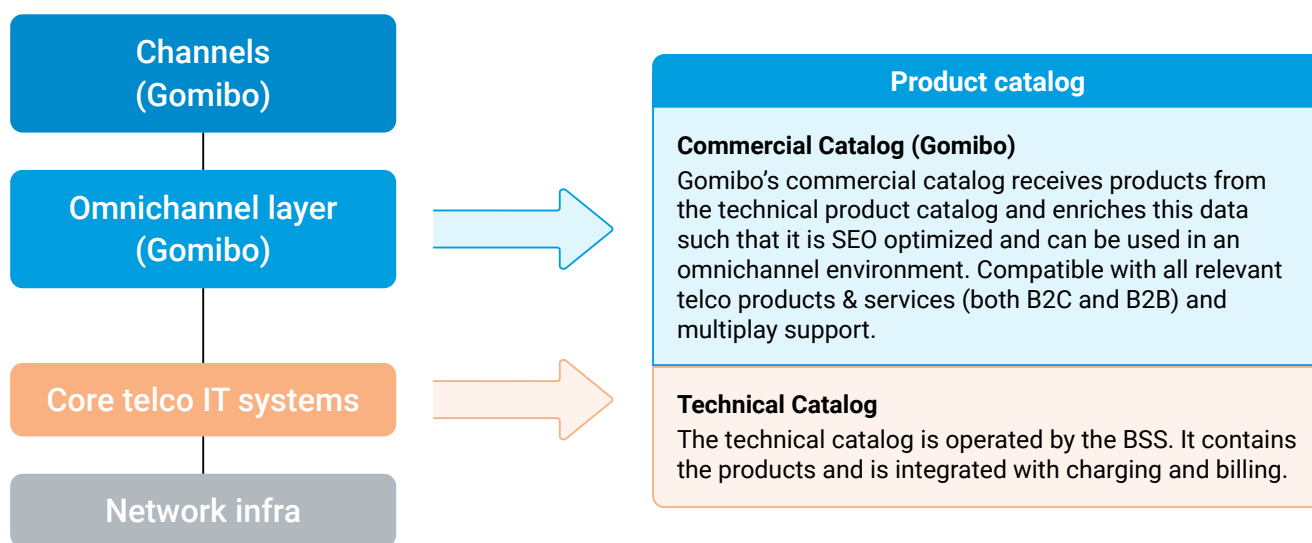 Channels
(Gomibo)
Omnichannel layer
(Gomibo)
Core telco IT systems
Network infra
Product catalog
Commercial Catalog (Gomibo)
Gomibo’s commercial catalog receives products from
the technical product catalog and enriches this data
such that it is SEO optimized and can be used in an
omnichannel environment. Compatible with all relevant
telco products & services (both B2C and B2B) and
multiplay support.
Technical Catalog
The technical catalog is operated by the BSS. It contains
the products and is integrated with charging and billing.